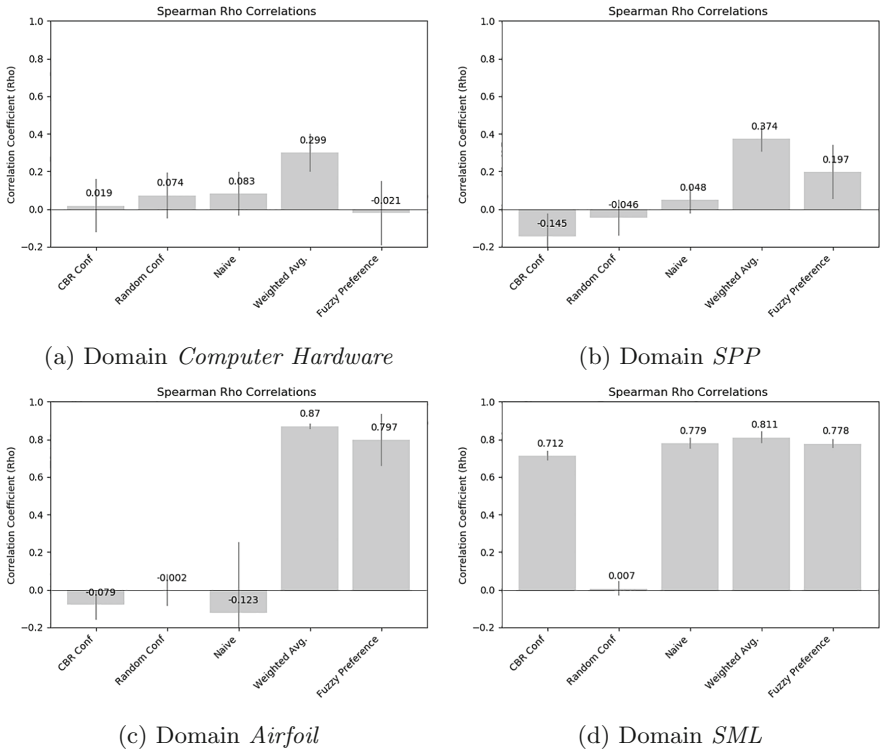 Spearman Rho Correlations
Correlation Coefficient (Rho)
1.0
0.8
0.6
0.4
0.2
0.0
−0.2
0.019
0.074
0.083
0.299
-0.021
CBR Conf
Random Conf
Naive
Weighted Avg.
Fuzzy Preference
(a) Domain Computer Hardware
Spearman Rho Correlations
Correlation Coefficient (Rho)
1.0
0.8
0.6
0.4
0.2
0.0
−0.2
-0.145
-0.046
0.048
0.374
0.197
CBR Conf
Random Conf
Naive
Weighted Avg.
Fuzzy Preference
(b) Domain SPP
Spearman Rho Correlations
Correlation Coefficient (Rho)
1.0
0.8
0.6
0.4
0.2
0.0
−0.2
-0.079
-0.002
-0.123
0.87
0.797
CBR Conf
Random Conf
Naive
Weighted Avg.
Fuzzy Preference
(c) Domain Airfoil
Spearman Rho Correlations
Correlation Coefficient (Rho)
1.0
0.8
0.6
0.4
0.2
0.0
−0.2
0.712
0.007
0.779
0.811
0.778
CBR Conf
Random Conf
Naive
Weighted Avg.
Fuzzy Preference
(d) Domain SML